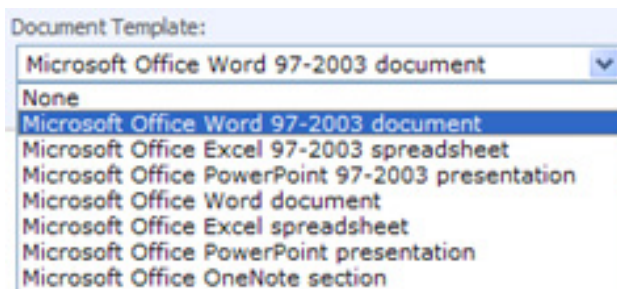 Document Template:
Microsoft Office Word 97-2003 document
None
Microsoft Office Word 97-2003 document
Microsoft Office Excel 97-2003 spreadsheet
Microsoft Office PowerPoint 97-2003 presentation
Microsoft Office Word document
Microsoft Office Excel spreadsheet
Microsoft Office PowerPoint presentation
Microsoft Office OneNote section